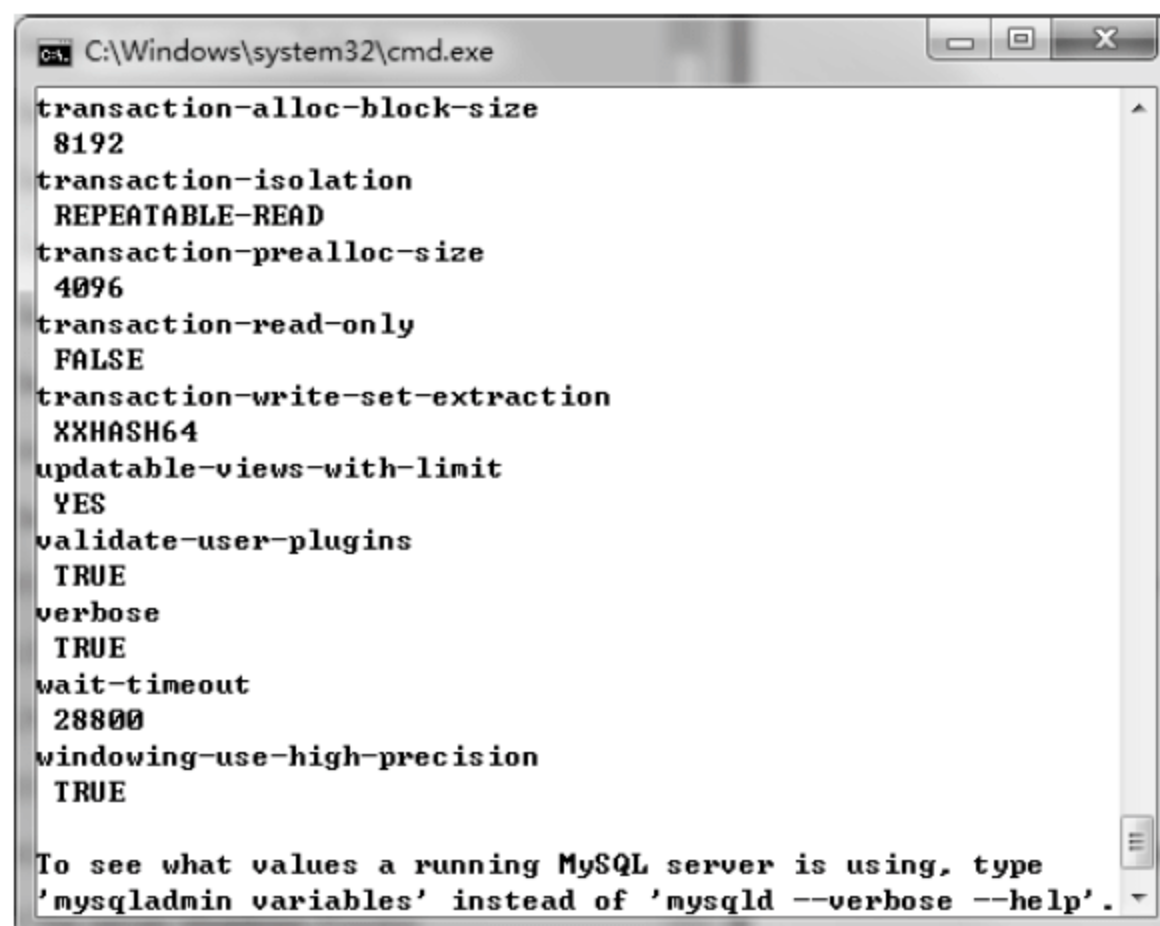 C:\Windows\system32\cmd.exe
transaction-alloc-block-size
8192
transaction-isolation
REPEATABLE-READ
transaction-prealloc-size
4096
transaction-read-only
FALSE
transaction-write-set-extraction
XXHASH64
updatable-views-with-limit
YES
validate-user-plugins
TRUE
verbose
TRUE
wait-timeout
28800
windowing-use-high-precision
TRUE
To see what values a running MySQL server is using, type
'mysqladmin variables' instead of 'mysqld --verbose --help'.